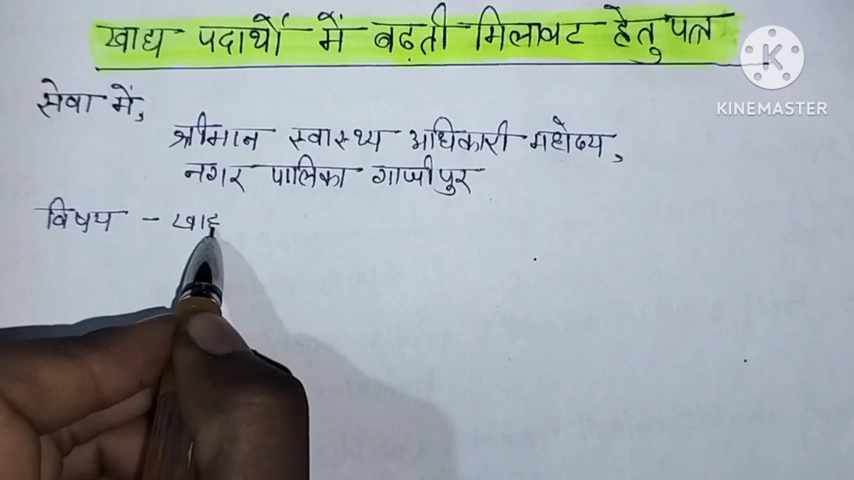 खाद्य पदार्थों में बढ़ती मिलावट हेतु पत्र
KINEMASTER
सेवा में,
श्रीमान स्वास्थ्य अधिकारी महोदय,
नगर पालिका गाजीपुर
विषय - खाद्